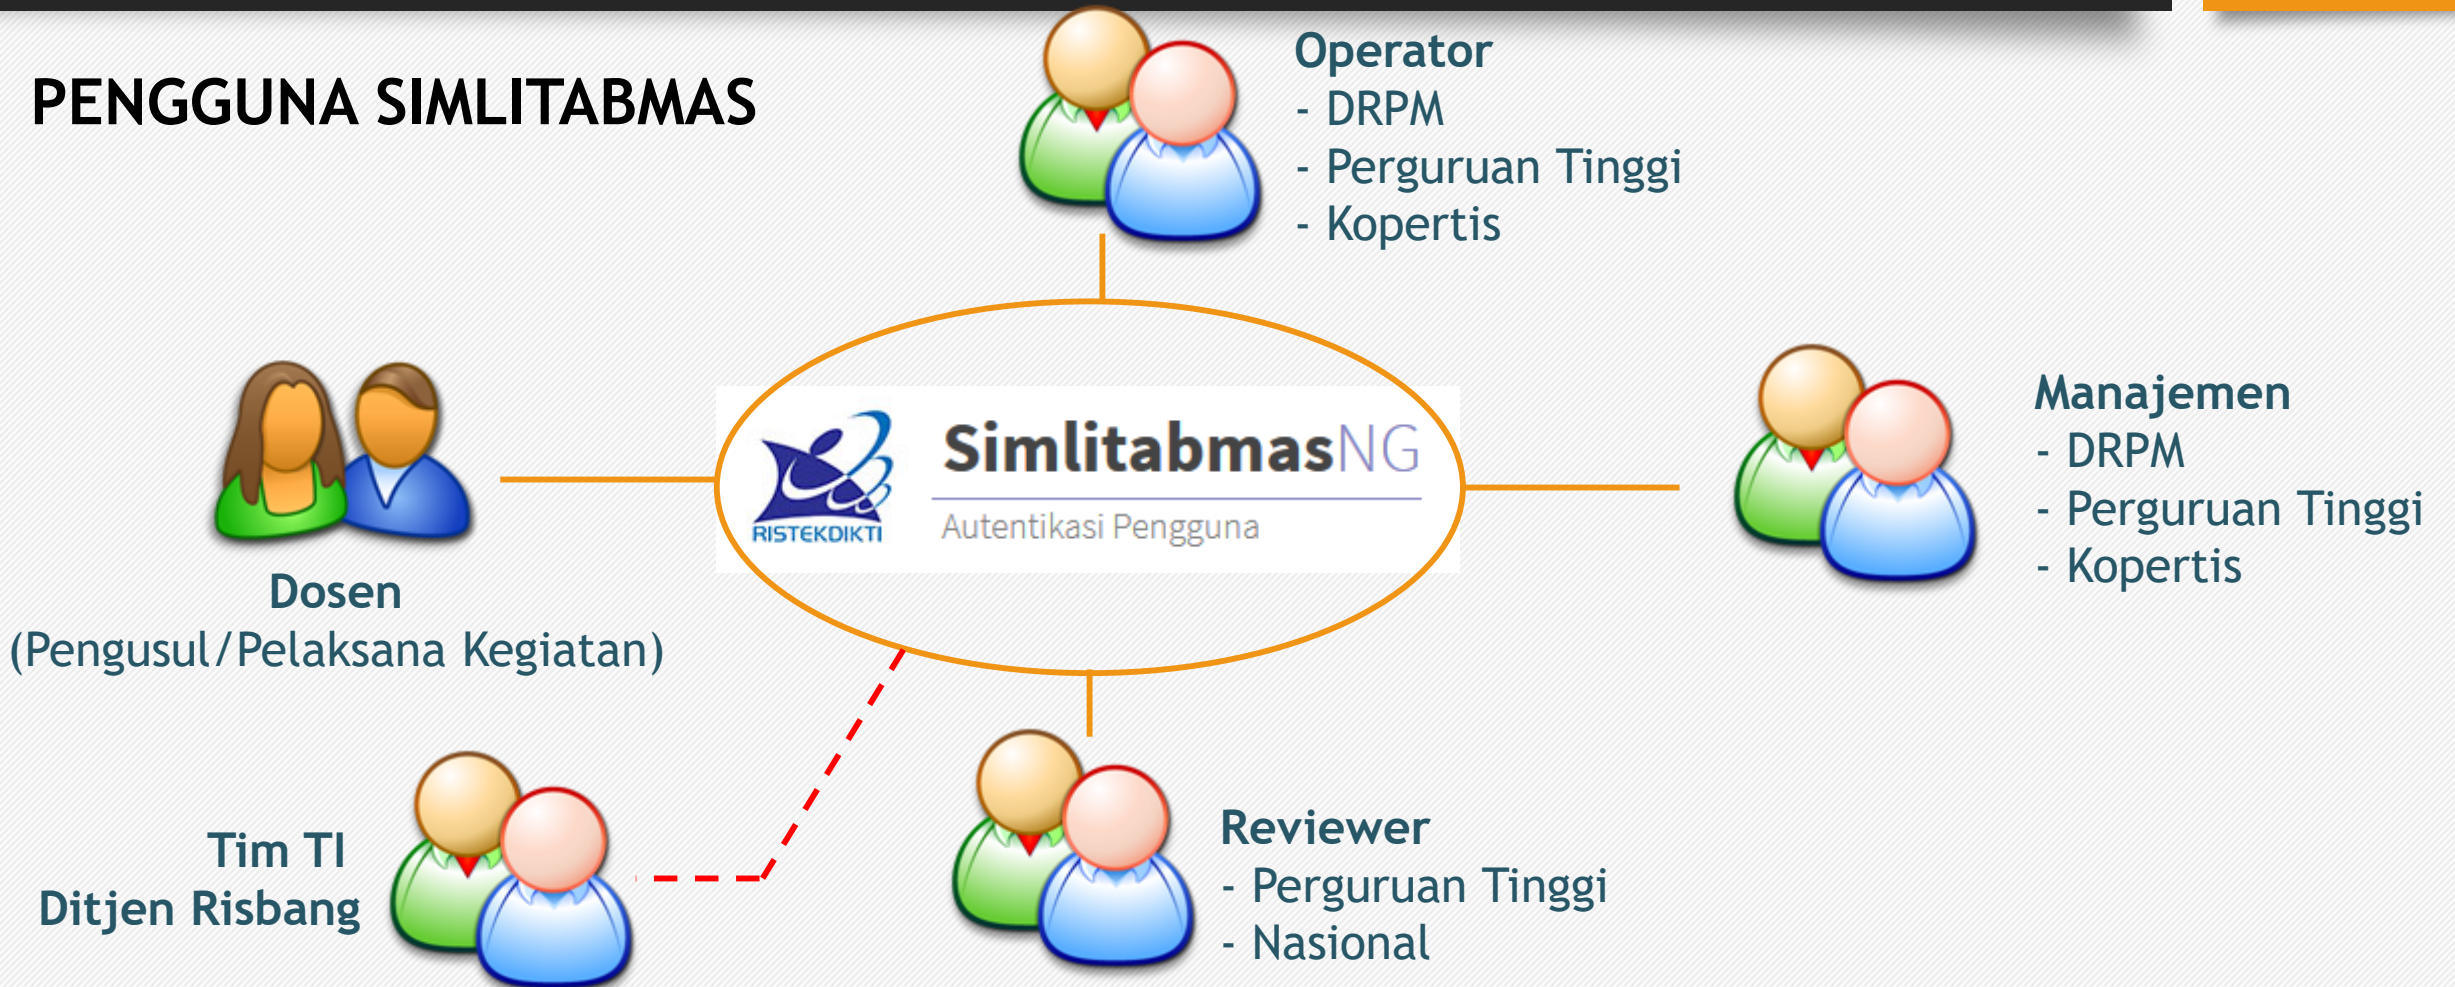 PENGGUNA SIMLITABMAS
Operator
- DRPM
- Perguruan Tinggi
- Kopertis
SimlitabmasNG
Autentikasi Pengguna
RISTEKDIKTI
Manajemen
- DRPM
- Perguruan Tinggi
- Kopertis
Dosen
(Pengusul/Pelaksana Kegiatan)
Tim TI
Ditjen Risbang
Reviewer
- Perguruan Tinggi
- Nasional